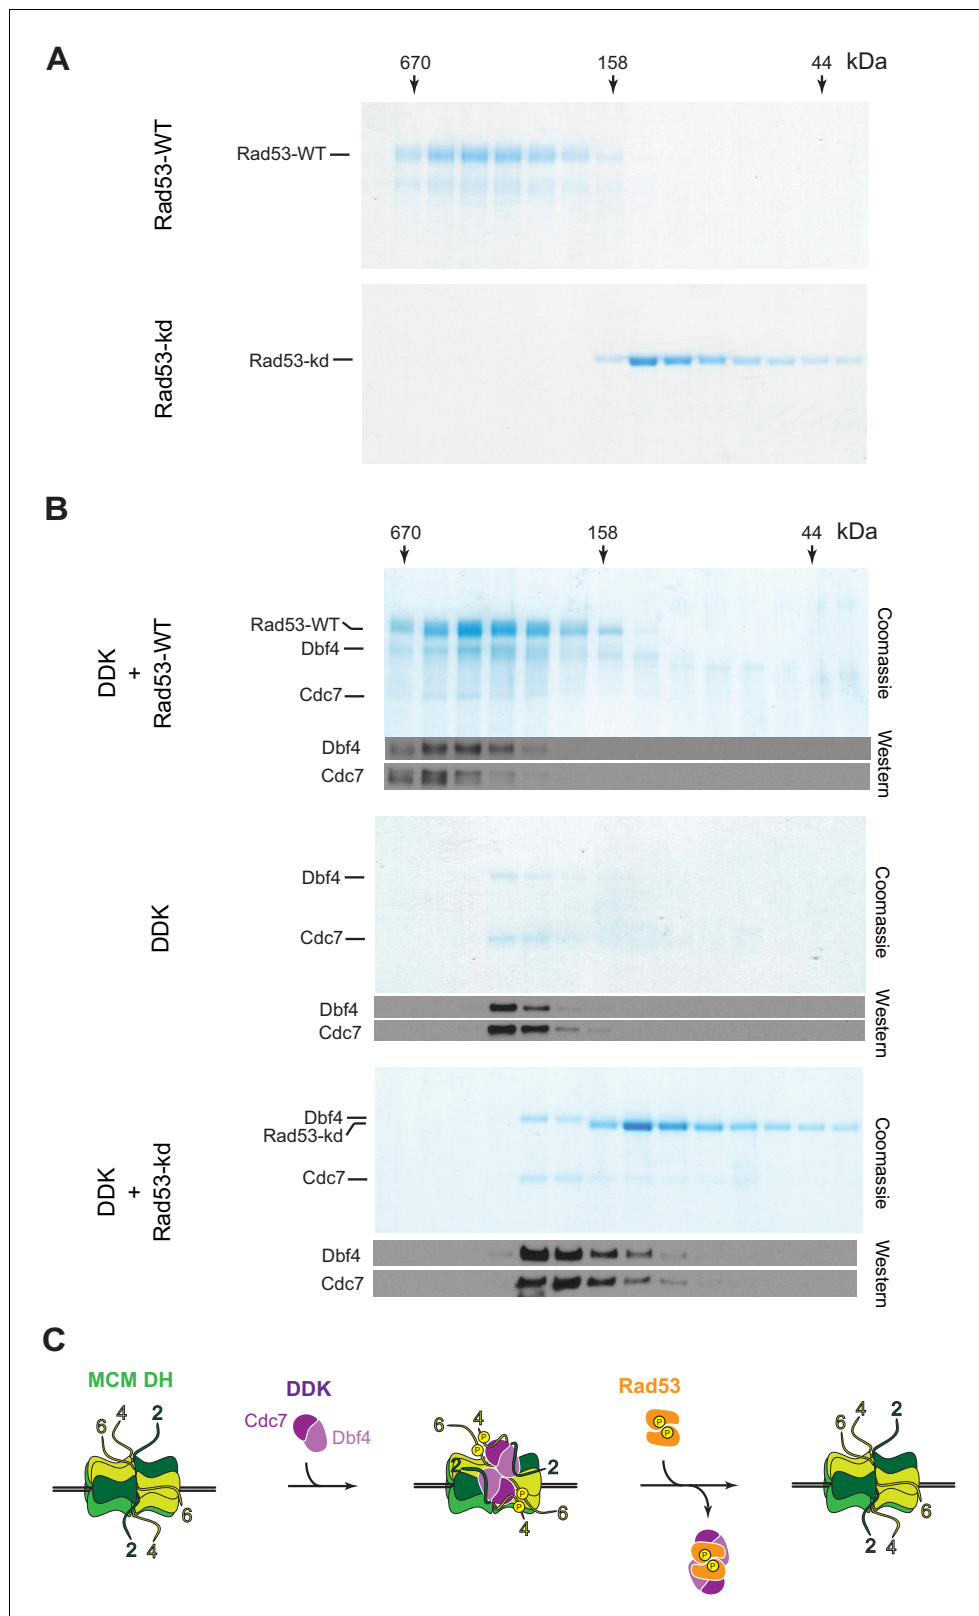 A
670 158 44 kDa
Rad53-WT
Rad53-WT
Rad53-kd
Rad53-kd
B
670 158 44 kDa
DDK
+
Rad53-WT
Rad53-WT
Dbf4
Cdc7
Coomassie
Dbf4
Cdc7
Western
DDK
Dbf4
Cdc7
Coomassie
Dbf4
Cdc7
Western
DDK
+
Rad53-kd
Dbf4
Rad53-kd
Cdc7
Coomassie
Dbf4
Cdc7
Western
C
MCM DH
DDK
Rad53
Cdc7
Dbf4
6 4 2
2 4
6
6 4
P
P
2
2
P
P
6
4
P
P
P
P
6 4 2
6
2 4